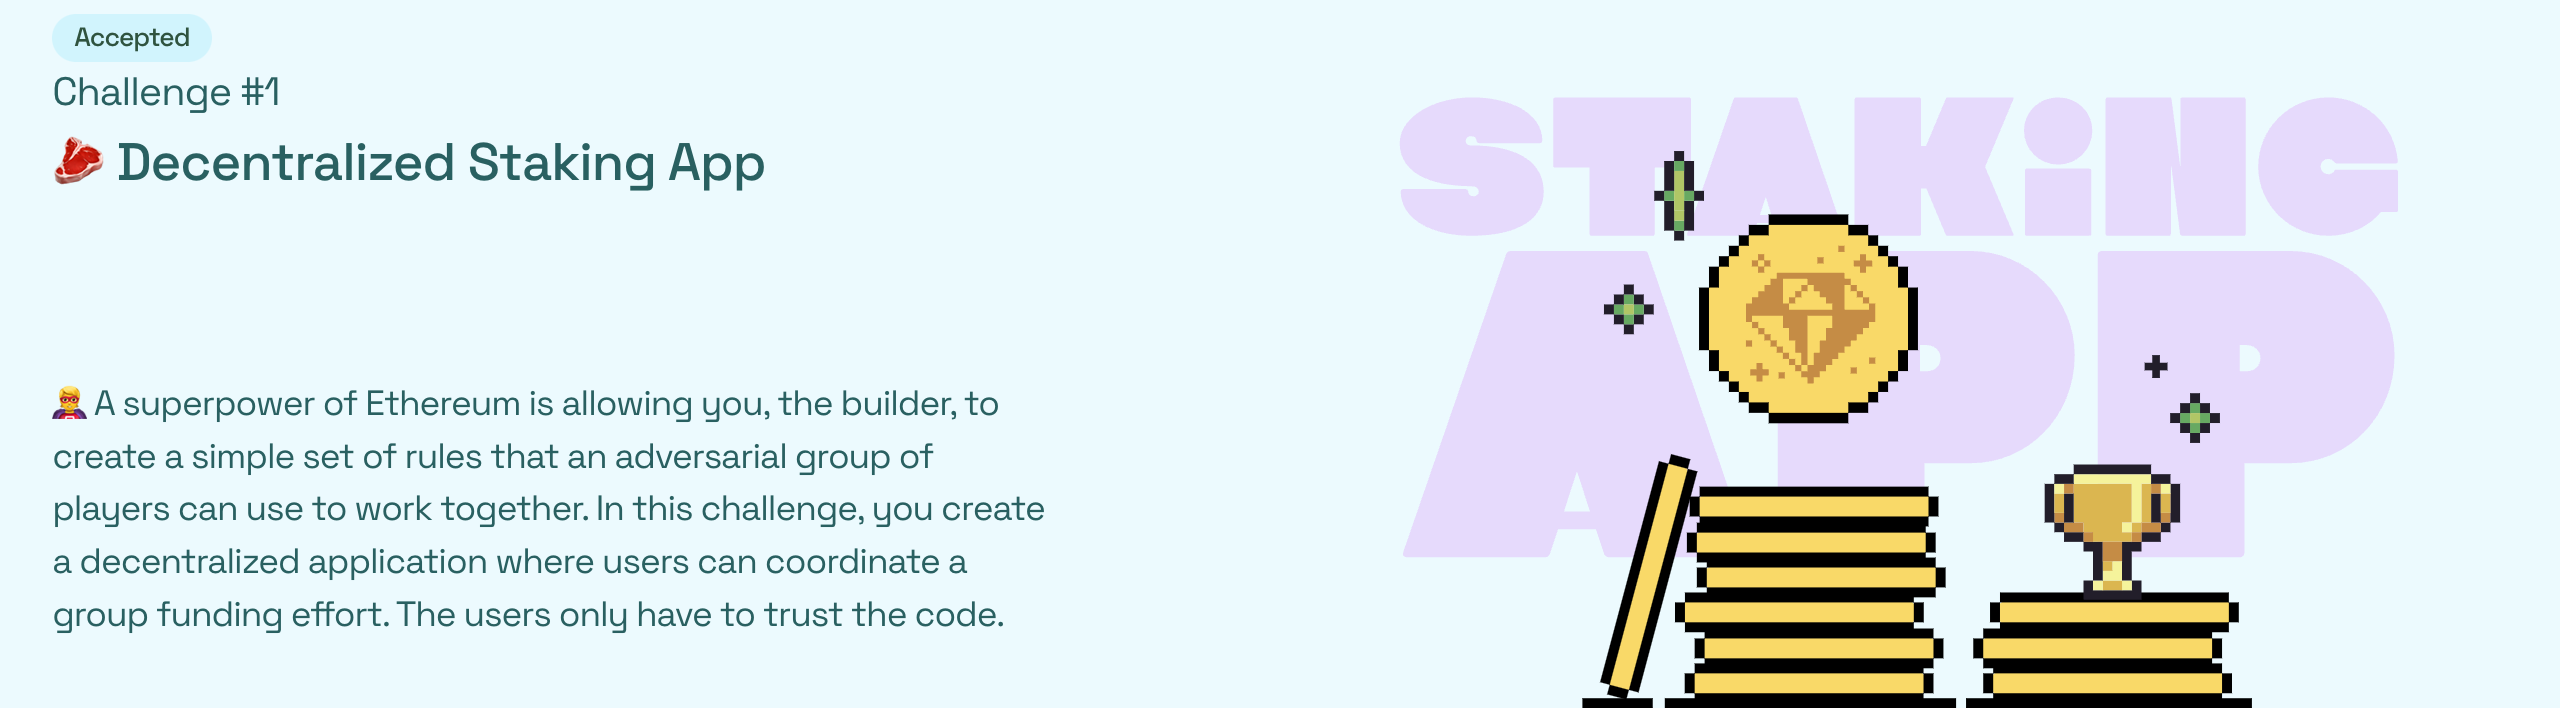 Accepted
Challenge #1
🥩 Decentralized Staking App
🦸‍♂️ A superpower of Ethereum is allowing you, the builder, to
create a simple set of rules that an adversarial group of
players can use to work together. In this challenge, you create
a decentralized application where users can coordinate a
group funding effort. The users only have to trust the code.
STAKiNG
APP